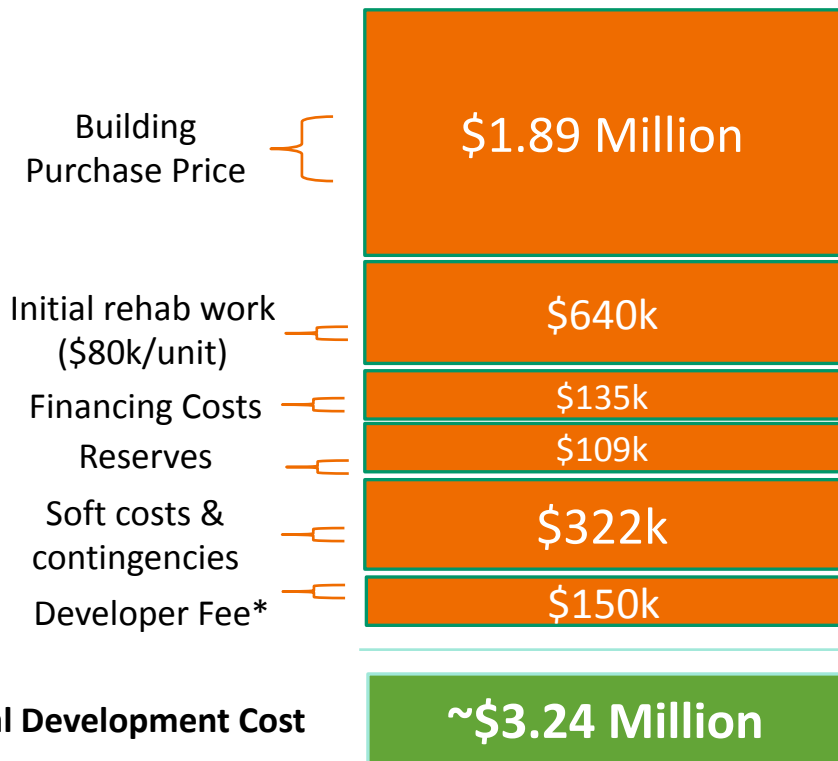 Building
Purchase Price
$1.89 Million
Initial rehab work
($80k/unit)
$640k
Financing Costs
$135k
Reserves
$109k
Soft costs &
contingencies
$322k
Developer Fee*
$150k
l Development Cost
~$3.24 Million